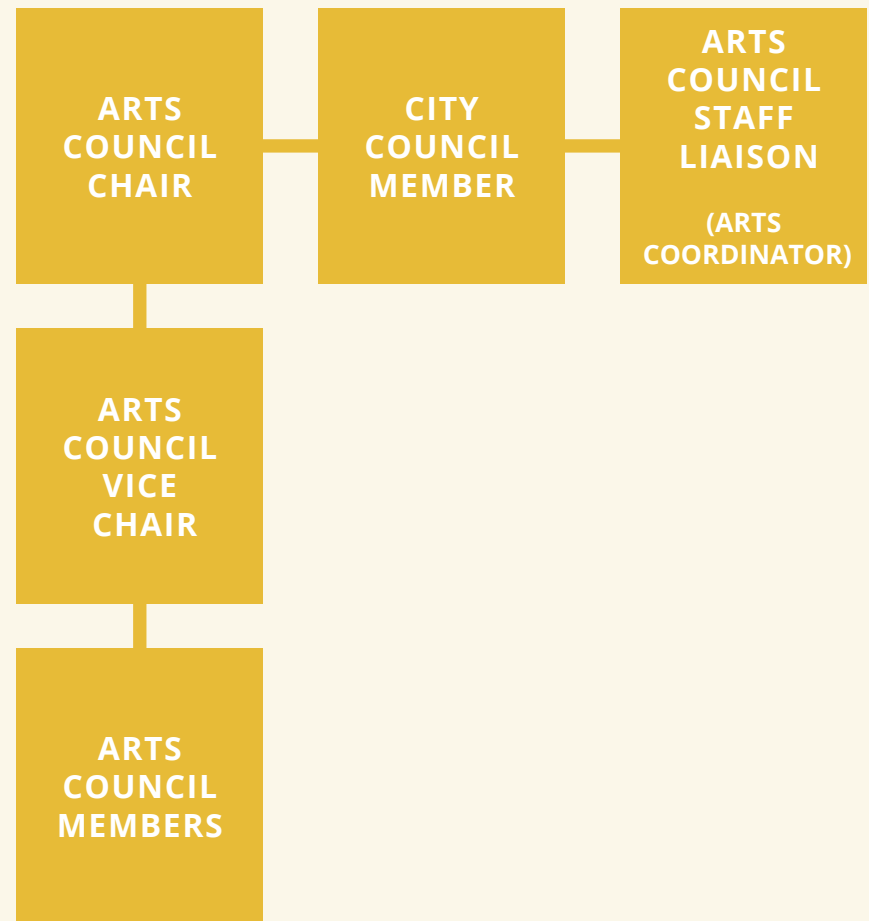 ARTS
COUNCIL
CHAIR
CITY
COUNCIL
MEMBER
ARTS
COUNCIL
STAFF
LIAISON
(ARTS
COORDINATOR)
ARTS
COUNCIL
VICE
CHAIR
ARTS
COUNCIL
MEMBERS